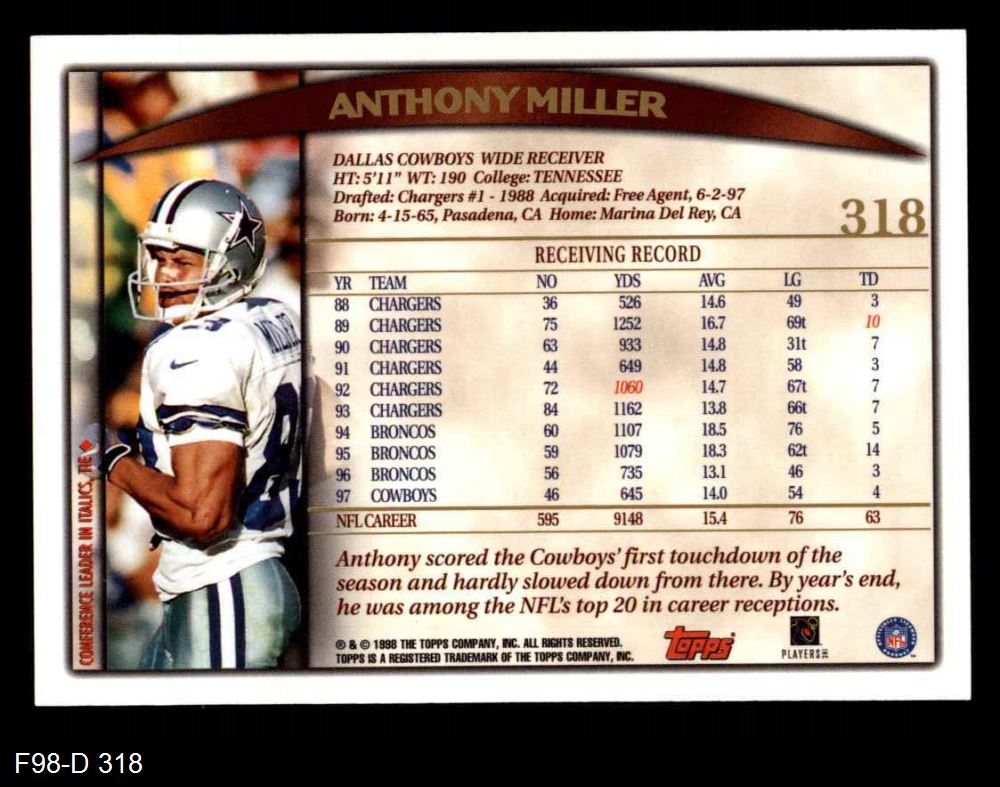 ANTHONY MILLER
DALLAS COWBOYS WIDE RECEIVER
HT: 5'11" WT: 190 College: TENNESSEE
Drafted: Chargers #1 - 1988 Acquired: Free Agent, 6-2-97
Born: 4-15-65, Pasadena, CA Home: Marina Del Rey, CA
318
RECEIVING RECORD
YR TEAM NO YDS AVG LG TD
88 CHARGERS 36 526 14.6 49 3
89 CHARGERS 75 1252 16.7 69t 10
90 CHARGERS 63 933 14.8 31t 7
91 CHARGERS 44 649 14.8 58 3
92 CHARGERS 72 1060 14.7 67t 7
93 CHARGERS 84 1162 13.8 66t 7
94 BRONCOS 60 1107 18.5 76 5
95 BRONCOS 59 1079 18.3 62t 14
96 BRONCOS 56 735 13.1 46 3
97 COWBOYS 46 645 14.0 54 4
NFL CAREER 595 9148 15.4 76 63
Anthony scored the Cowboys' first touchdown of the
season and hardly slowed down from there. By year's end,
he was among the NFL's top 20 in career receptions.
® & © 1998 THE TOPPS COMPANY, INC. ALL RIGHTS RESERVED.
TOPPS IS A REGISTERED TRADEMARK OF THE TOPPS COMPANY, INC.
topps
PLAYERS INC
NFL
CONFERENCE LEADER IN ITALICS, TIE ♦
F98-D 318